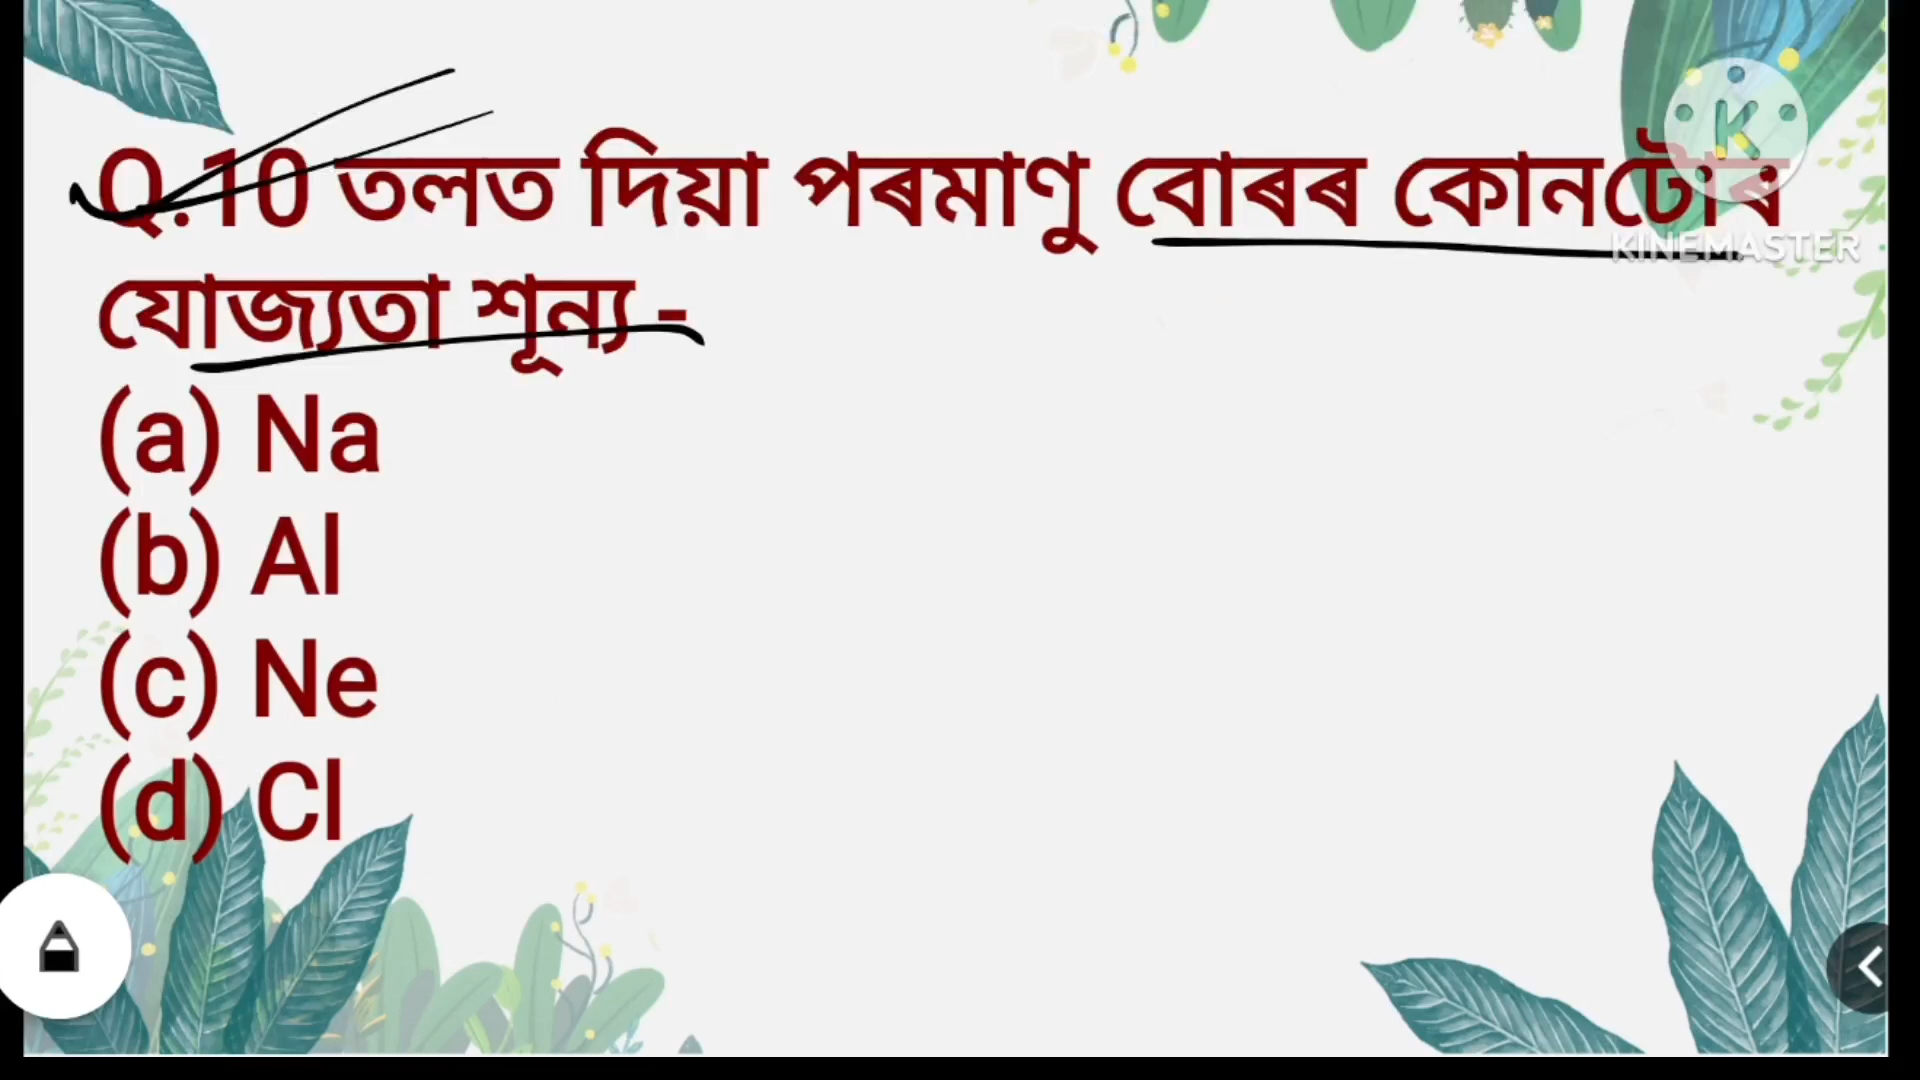 Q.10 তলত দিয়া পৰমাণু বোৰৰ কোনটোৰ
যোজ্যতা শূন্য -
(a) Na
(b) Al
(c) Ne
(d) Cl
KINEMASTER